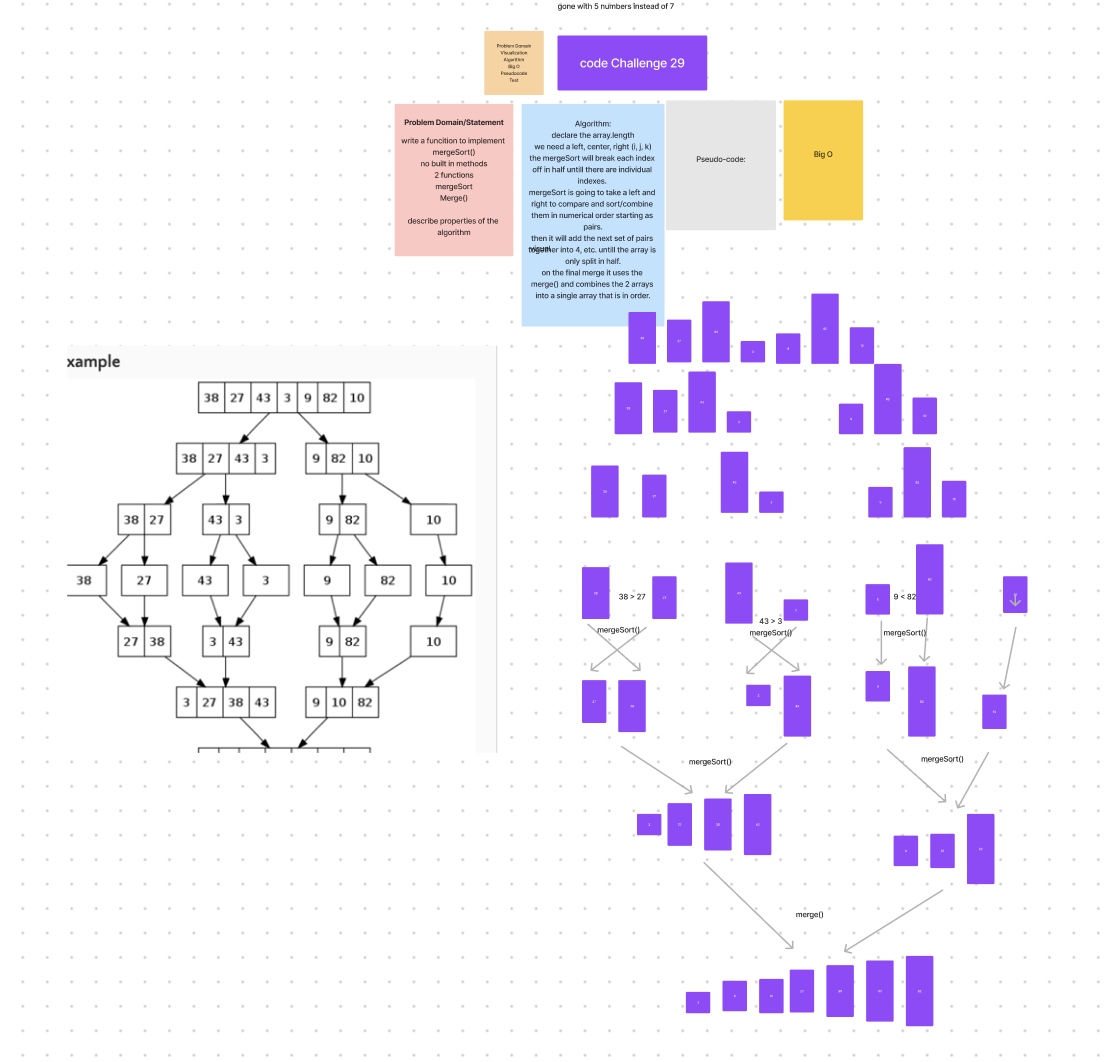 gone with 5 numbers instead of 7
Problem Domain
Visualization
Algorithm
Big O
Pseudocode
Test
code Challenge 29
Problem Domain/Statement
write a funcition to implement
mergeSort()
no built in methods
2 functions
mergeSort
Merge()
describe properties of the
algorithm
Algorithm:
declare the array.length
we need a left, center, right (i, j, k)
the mergeSort will break each index
off in half untill there are individual
indexes.
mergeSort is going to take a left and
right to compare and sort/combine
them in numerical order starting as
pairs.
then it will add the next set of pairs
together into 4, etc. untill the array is
only split in half.
on the final merge it uses the
merge() and combines the 2 arrays
into a single array that is in order.
visual
Pseudo-code:
Big O
xample
38 27 43 3 9 82 10
38 27 43 3
9 82 10
38 27
43 3
9 82
10
38
27
43
3
9
82
10
27 38
3 43
9 82
10
3 27 38 43
9 10 82
38 > 27
mergeSort()
43 > 3
mergeSort()
9 < 82
mergeSort()
mergeSort()
mergeSort()
merge()